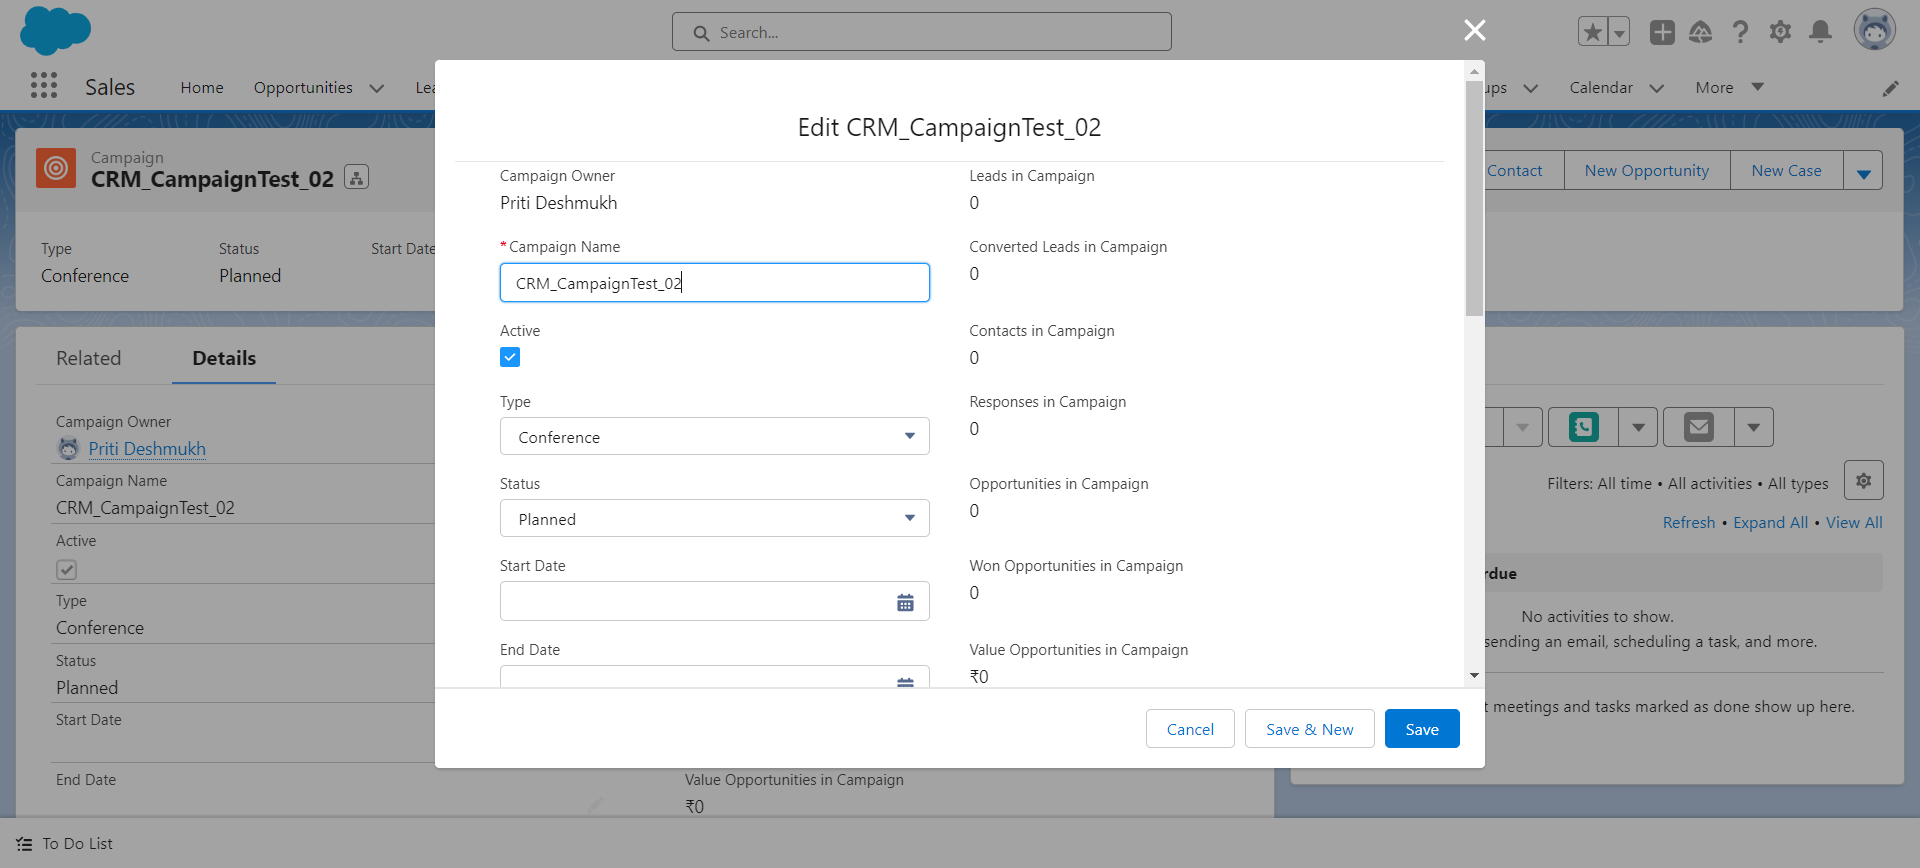 Search...
Sales
Home
Opportunities
Lea
ups
Calendar
More
Campaign
CRM_CampaignTest_02
Contact
New Opportunity
New Case
Type
Conference
Status
Planned
Start Date
Related
Details
Campaign Owner
Priti Deshmukh
Campaign Name
CRM_CampaignTest_02
Active
Type
Conference
Status
Planned
Start Date
End Date
Value Opportunities in Campaign
₹0
Edit CRM_CampaignTest_02
Campaign Owner
Priti Deshmukh
*Campaign Name
CRM_CampaignTest_02
Active
Type
Conference
Status
Planned
Start Date
End Date
Leads in Campaign
0
Converted Leads in Campaign
0
Contacts in Campaign
0
Responses in Campaign
0
Opportunities in Campaign
0
Won Opportunities in Campaign
0
Value Opportunities in Campaign
₹0
Cancel
Save & New
Save
Filters: All time • All activities • All types
Refresh • Expand All • View All
rdue
No activities to show.
sending an email, scheduling a task, and more.
t meetings and tasks marked as done show up here.
To Do List